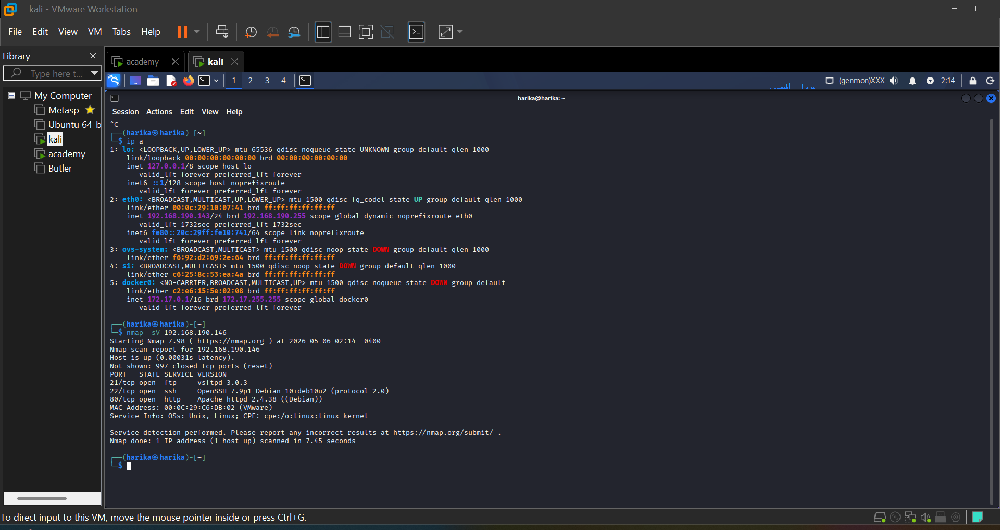 kali - VMware Workstation
File Edit View VM Tabs Help
Library
academy
kali
Type here t...
1 2 3 4
(genmon)XXX
2:14
My Computer
Metasp
Ubuntu 64-b
kali
academy
Butler
harika@harika: ~
Session Actions Edit View Help
^C
┌──(harika㉿harika)-[~]
└─$ ip a
1: lo: <LOOPBACK,UP,LOWER_UP> mtu 65536 qdisc noqueue state UNKNOWN group default qlen 1000
link/loopback 00:00:00:00:00:00 brd 00:00:00:00:00:00
inet 127.0.0.1/8 scope host lo
valid_lft forever preferred_lft forever
inet6 ::1/128 scope host noprefixroute
valid_lft forever preferred_lft forever
2: eth0: <BROADCAST,MULTICAST,UP,LOWER_UP> mtu 1500 qdisc fq_codel state UP group default qlen 1000
link/ether 00:0c:29:10:07:41 brd ff:ff:ff:ff:ff:ff
inet 192.168.190.143/24 brd 192.168.190.255 scope global dynamic noprefixroute eth0
valid_lft 1732sec preferred_lft 1732sec
inet6 fe80::20c:29ff:fe10:741/64 scope link noprefixroute
valid_lft forever preferred_lft forever
3: ovs-system: <BROADCAST,MULTICAST> mtu 1500 qdisc noop state DOWN group default qlen 1000
link/ether f6:92:d2:69:2e:64 brd ff:ff:ff:ff:ff:ff
4: s1: <BROADCAST,MULTICAST> mtu 1500 qdisc noop state DOWN group default qlen 1000
link/ether c6:25:8c:53:ea:4a brd ff:ff:ff:ff:ff:ff
5: docker0: <NO-CARRIER,BROADCAST,MULTICAST,UP> mtu 1500 qdisc noqueue state DOWN group default
link/ether c2:e6:15:5e:02:08 brd ff:ff:ff:ff:ff:ff
inet 172.17.0.1/16 brd 172.17.255.255 scope global docker0
valid_lft forever preferred_lft forever
┌──(harika㉿harika)-[~]
└─$ nmap -sV 192.168.190.146
Starting Nmap 7.98 ( https://nmap.org ) at 2026-05-06 02:14 -0400
Nmap scan report for 192.168.190.146
Host is up (0.00031s latency).
Not shown: 997 closed tcp ports (reset)
PORT STATE SERVICE VERSION
21/tcp open ftp vsftpd 3.0.3
22/tcp open ssh OpenSSH 7.9p1 Debian 10+deb10u2 (protocol 2.0)
80/tcp open http Apache httpd 2.4.38 ((Debian))
MAC Address: 00:0C:29:C6:DB:02 (VMware)
Service Info: OSs: Unix, Linux; CPE: cpe:/o:linux:linux_kernel
Service detection performed. Please report any incorrect results at https://nmap.org/submit/ .
Nmap done: 1 IP address (1 host up) scanned in 7.45 seconds
┌──(harika㉿harika)-[~]
└─$
To direct input to this VM, move the mouse pointer inside or press Ctrl+G.